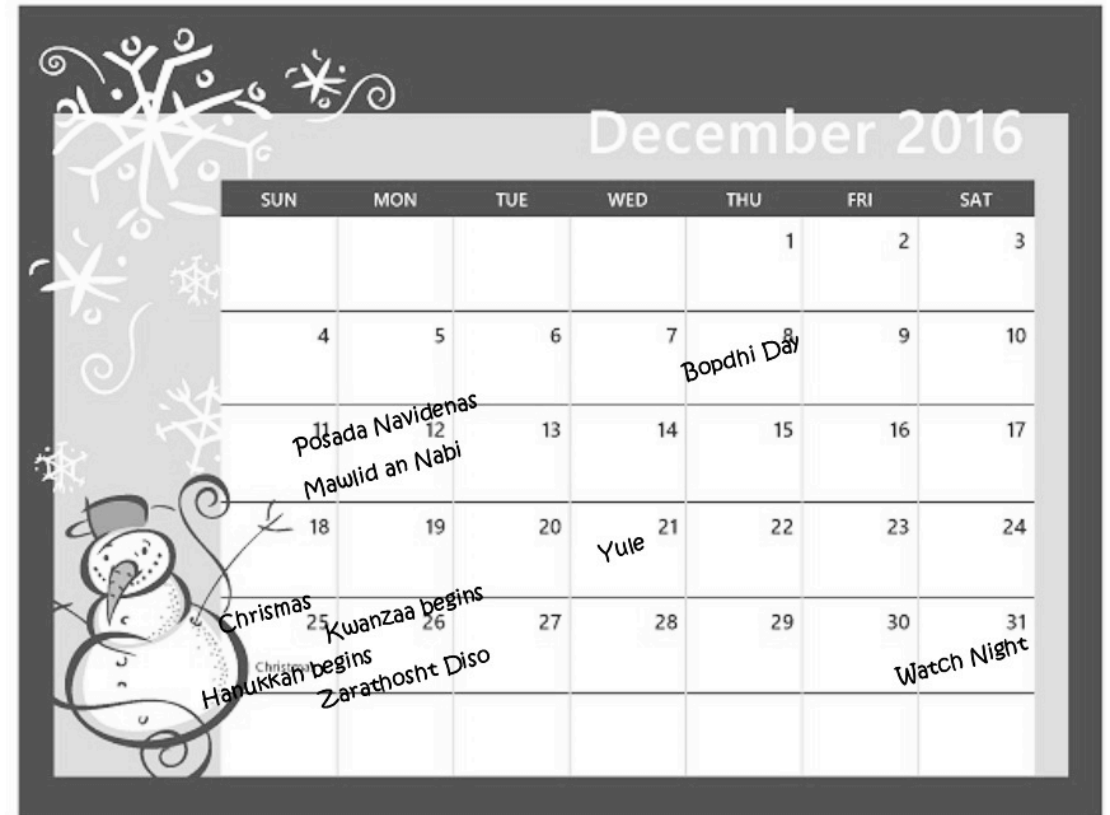 December 2016
SUN MON TUE WED THU FRI SAT
1 2 3
4 5 6 7 8 9 10
Bopdhi Day
11 12 13 14 15 16 17
Posada Navidenas
Mawlid an Nabi
18 19 20 21 22 23 24
Yule
25 26 27 28 29 30 31
Chrismas
Kwanzaa begins
Christmas
Hanukkah begins
Zarathosht Diso
Watch Night